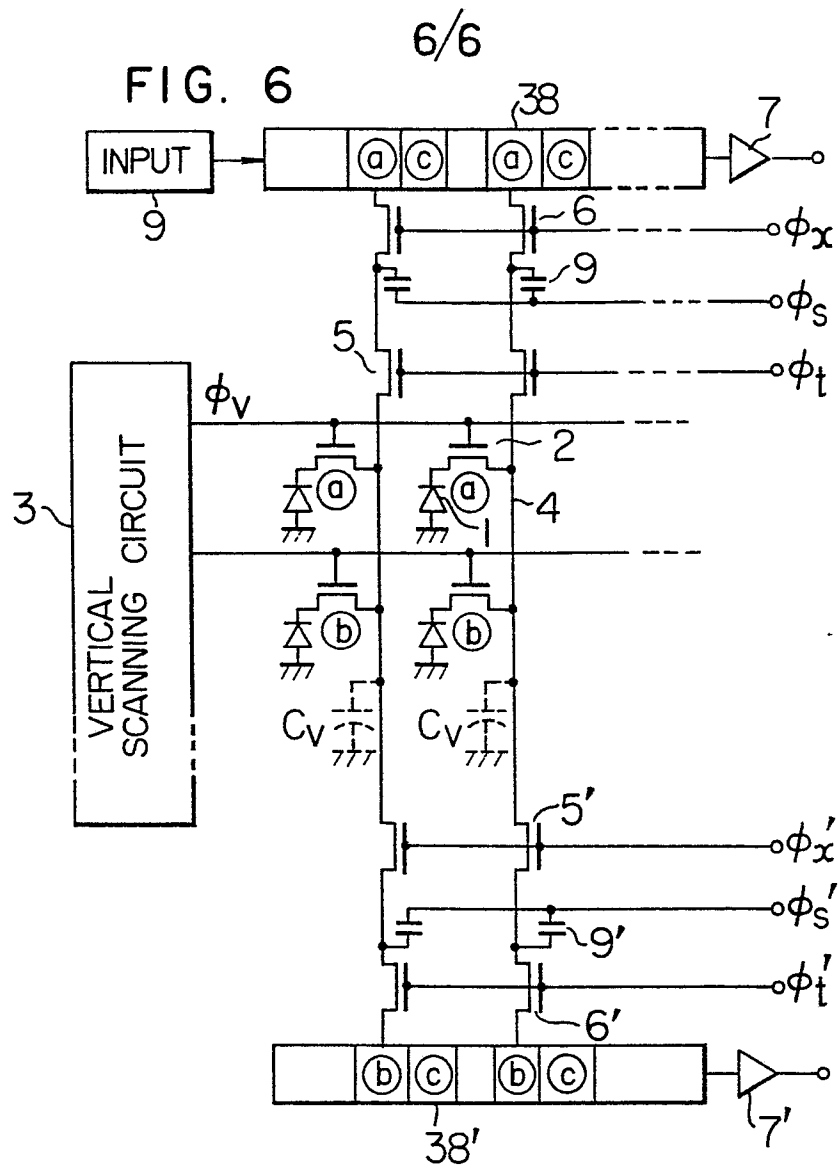 6/6
FIG. 6
38
7
INPUT
a c a c
9
6
ϕx
9
ϕs
5
ϕt
ϕv
2
3
VERTICAL
SCANNING CIRCUIT
a a
1
4
b b
Cv Cv
5'
ϕx'
ϕs'
9'
ϕt'
6'
b c b c
38'
7'